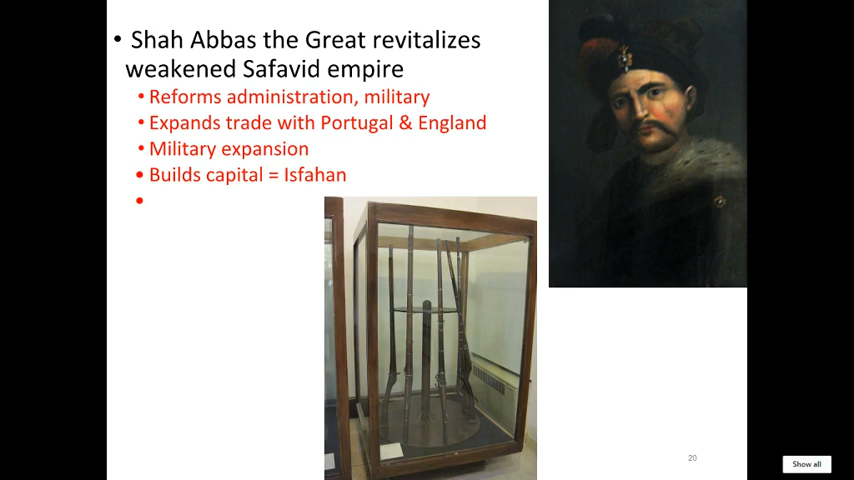 • Shah Abbas the Great revitalizes
weakened Safavid empire
• Reforms administration, military
• Expands trade with Portugal & England
• Military expansion
• Builds capital = Isfahan
•
20
Show all